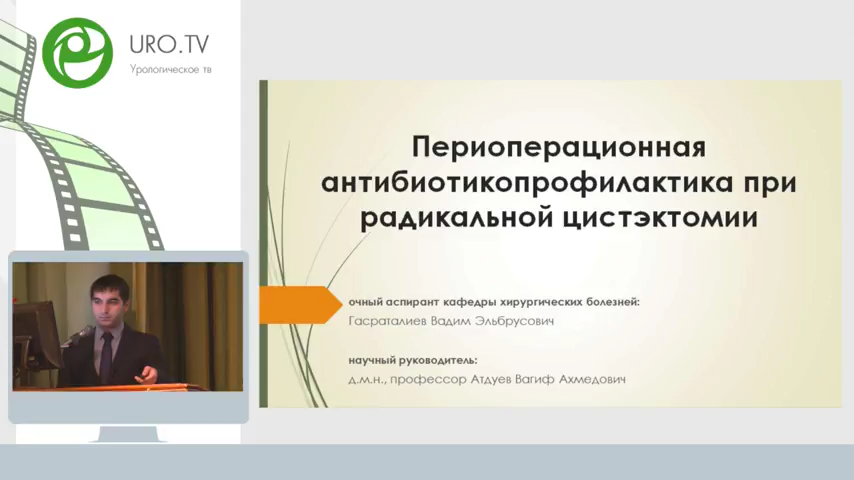 URO.TV
Урологическое тв
Периоперационная
антибиотикопрофилактика при
радикальной цистэктомии
очный аспирант кафедры хирургических болезней:
Гасраталиев Вадим Эльбрусович
научный руководитель:
д.м.н., профессор Атдуев Вагиф Ахмедович